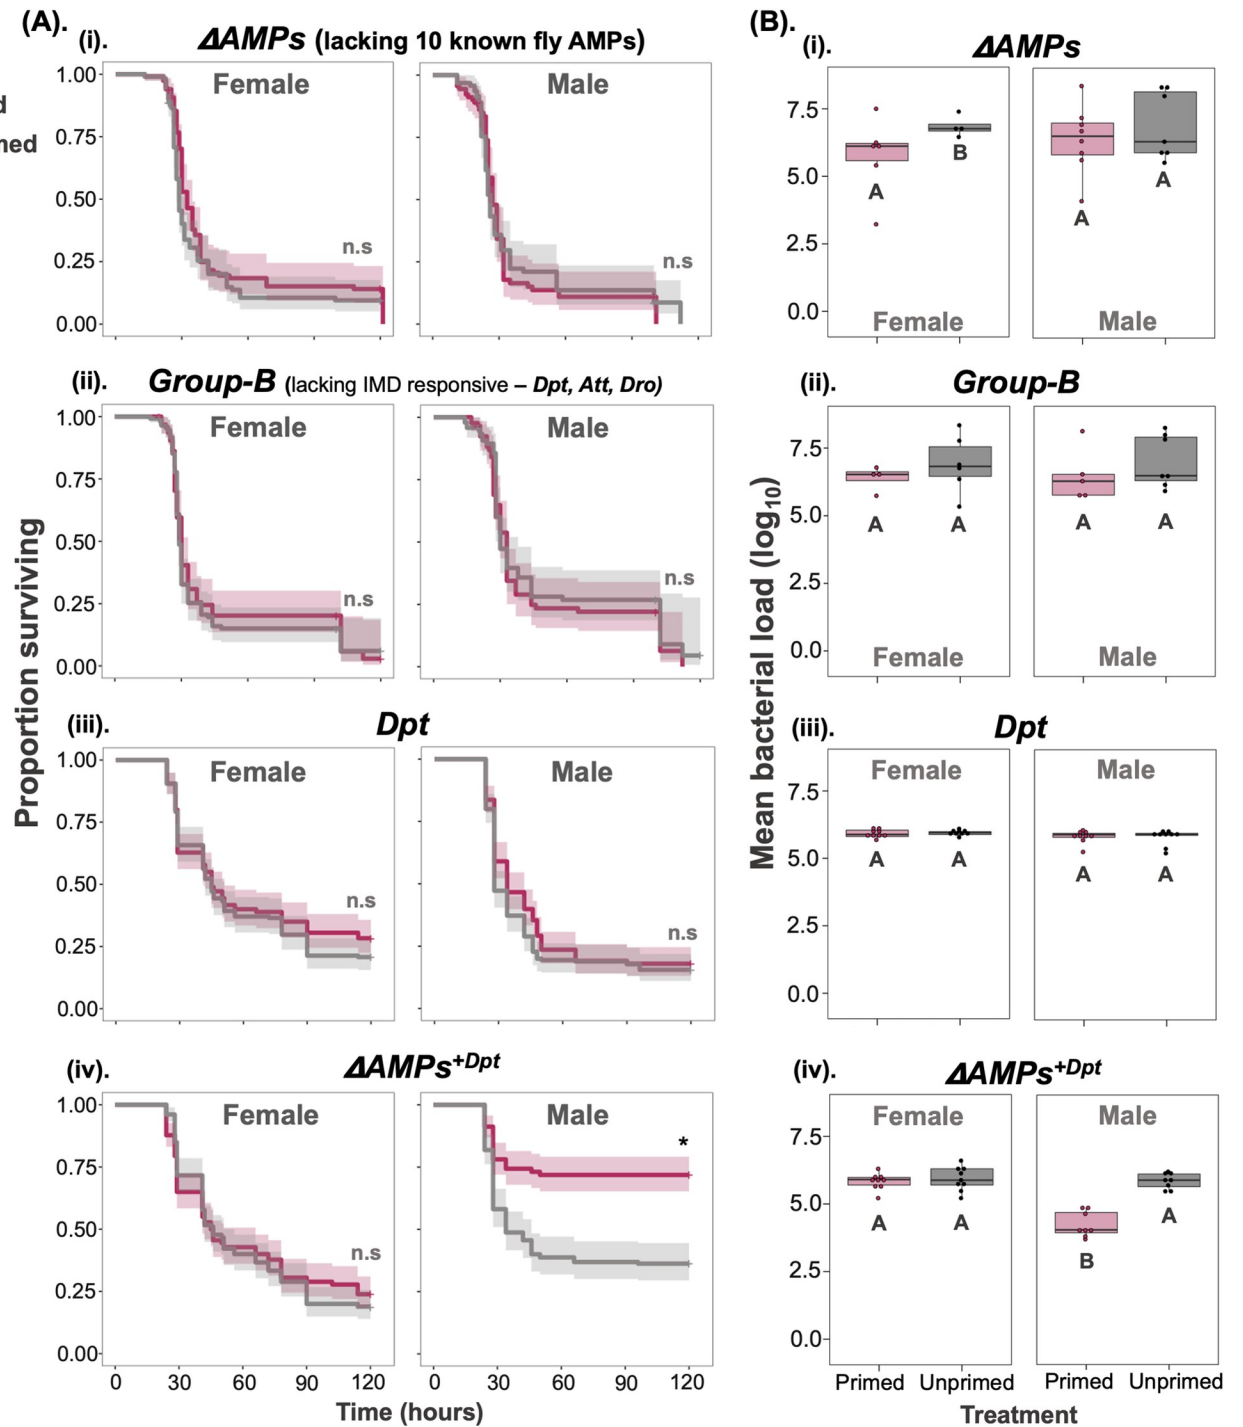 (A).
(i). ΔAMPs (lacking 10 known fly AMPs)
Female
Male
1.00
0.75
0.50
0.25
0.00
n.s
n.s
(ii). Group-B (lacking IMD responsive – Dpt, Att, Dro)
Female
Male
1.00
0.75
0.50
0.25
0.00
n.s
n.s
(iii). Dpt
Female
Male
1.00
0.75
0.50
0.25
0.00
n.s
n.s
(iv). ΔAMPs+Dpt
Female
Male
1.00
0.75
0.50
0.25
0.00
n.s
*
0 30 60 90 120
0 30 60 90 120
Time (hours)
Proportion surviving
(B).
(i). ΔAMPs
7.5
5.0
2.5
0.0
A B
A A
Female
Male
(ii). Group-B
7.5
5.0
2.5
0.0
A A
A A
Female
Male
(iii). Dpt
Female
Male
7.5
5.0
2.5
0.0
A A
A A
(iv). ΔAMPs+Dpt
Female
Male
7.5
5.0
2.5
0.0
A A
B A
Primed Unprimed
Primed Unprimed
Treatment
Mean bacterial load (log10)